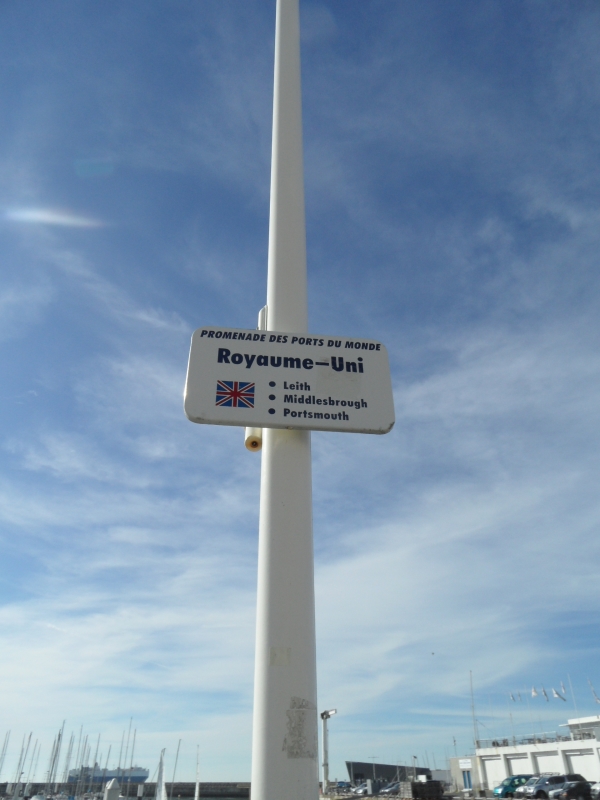 PROMENADE DES PORTS DU MONDE
Royaume-Uni
• Leith
• Middlesbrough
• Portsmouth